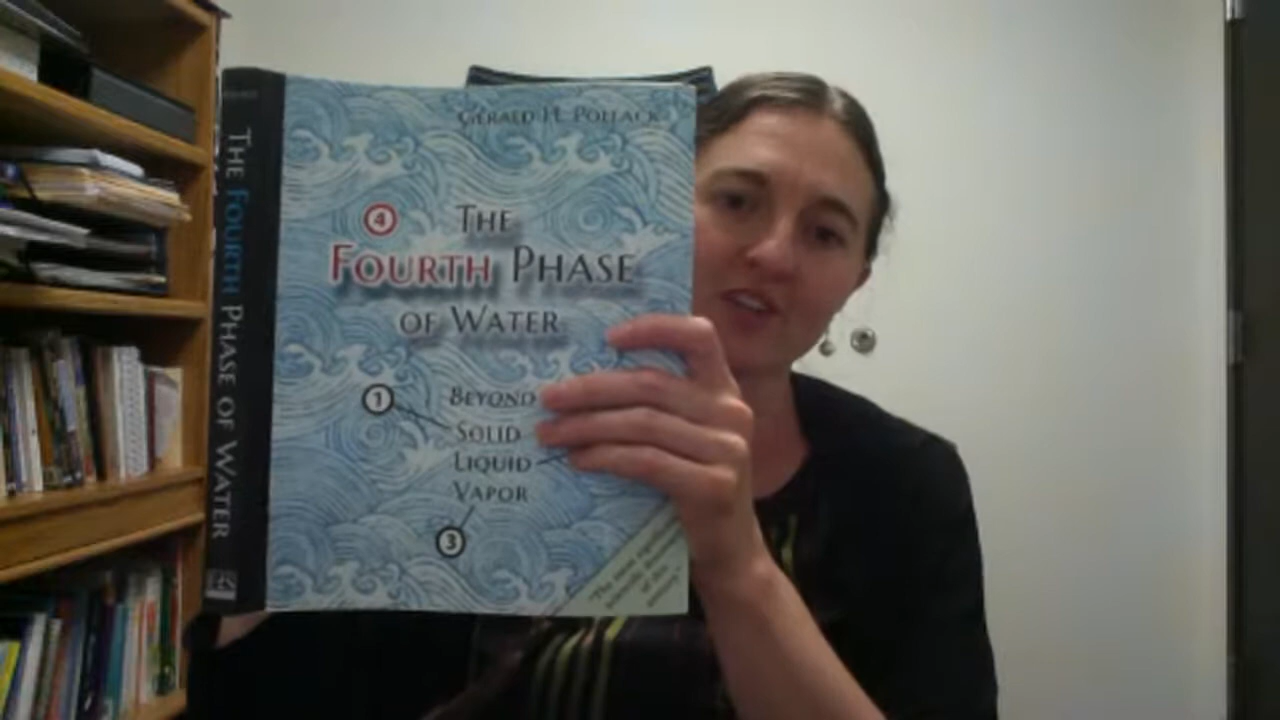 GERALD H. POLLACK
4
THE
FOURTH PHASE
OF WATER
1
BEYOND
SOLID
LIQUID
VAPOR
3
THE FOURTH PHASE OF WATER